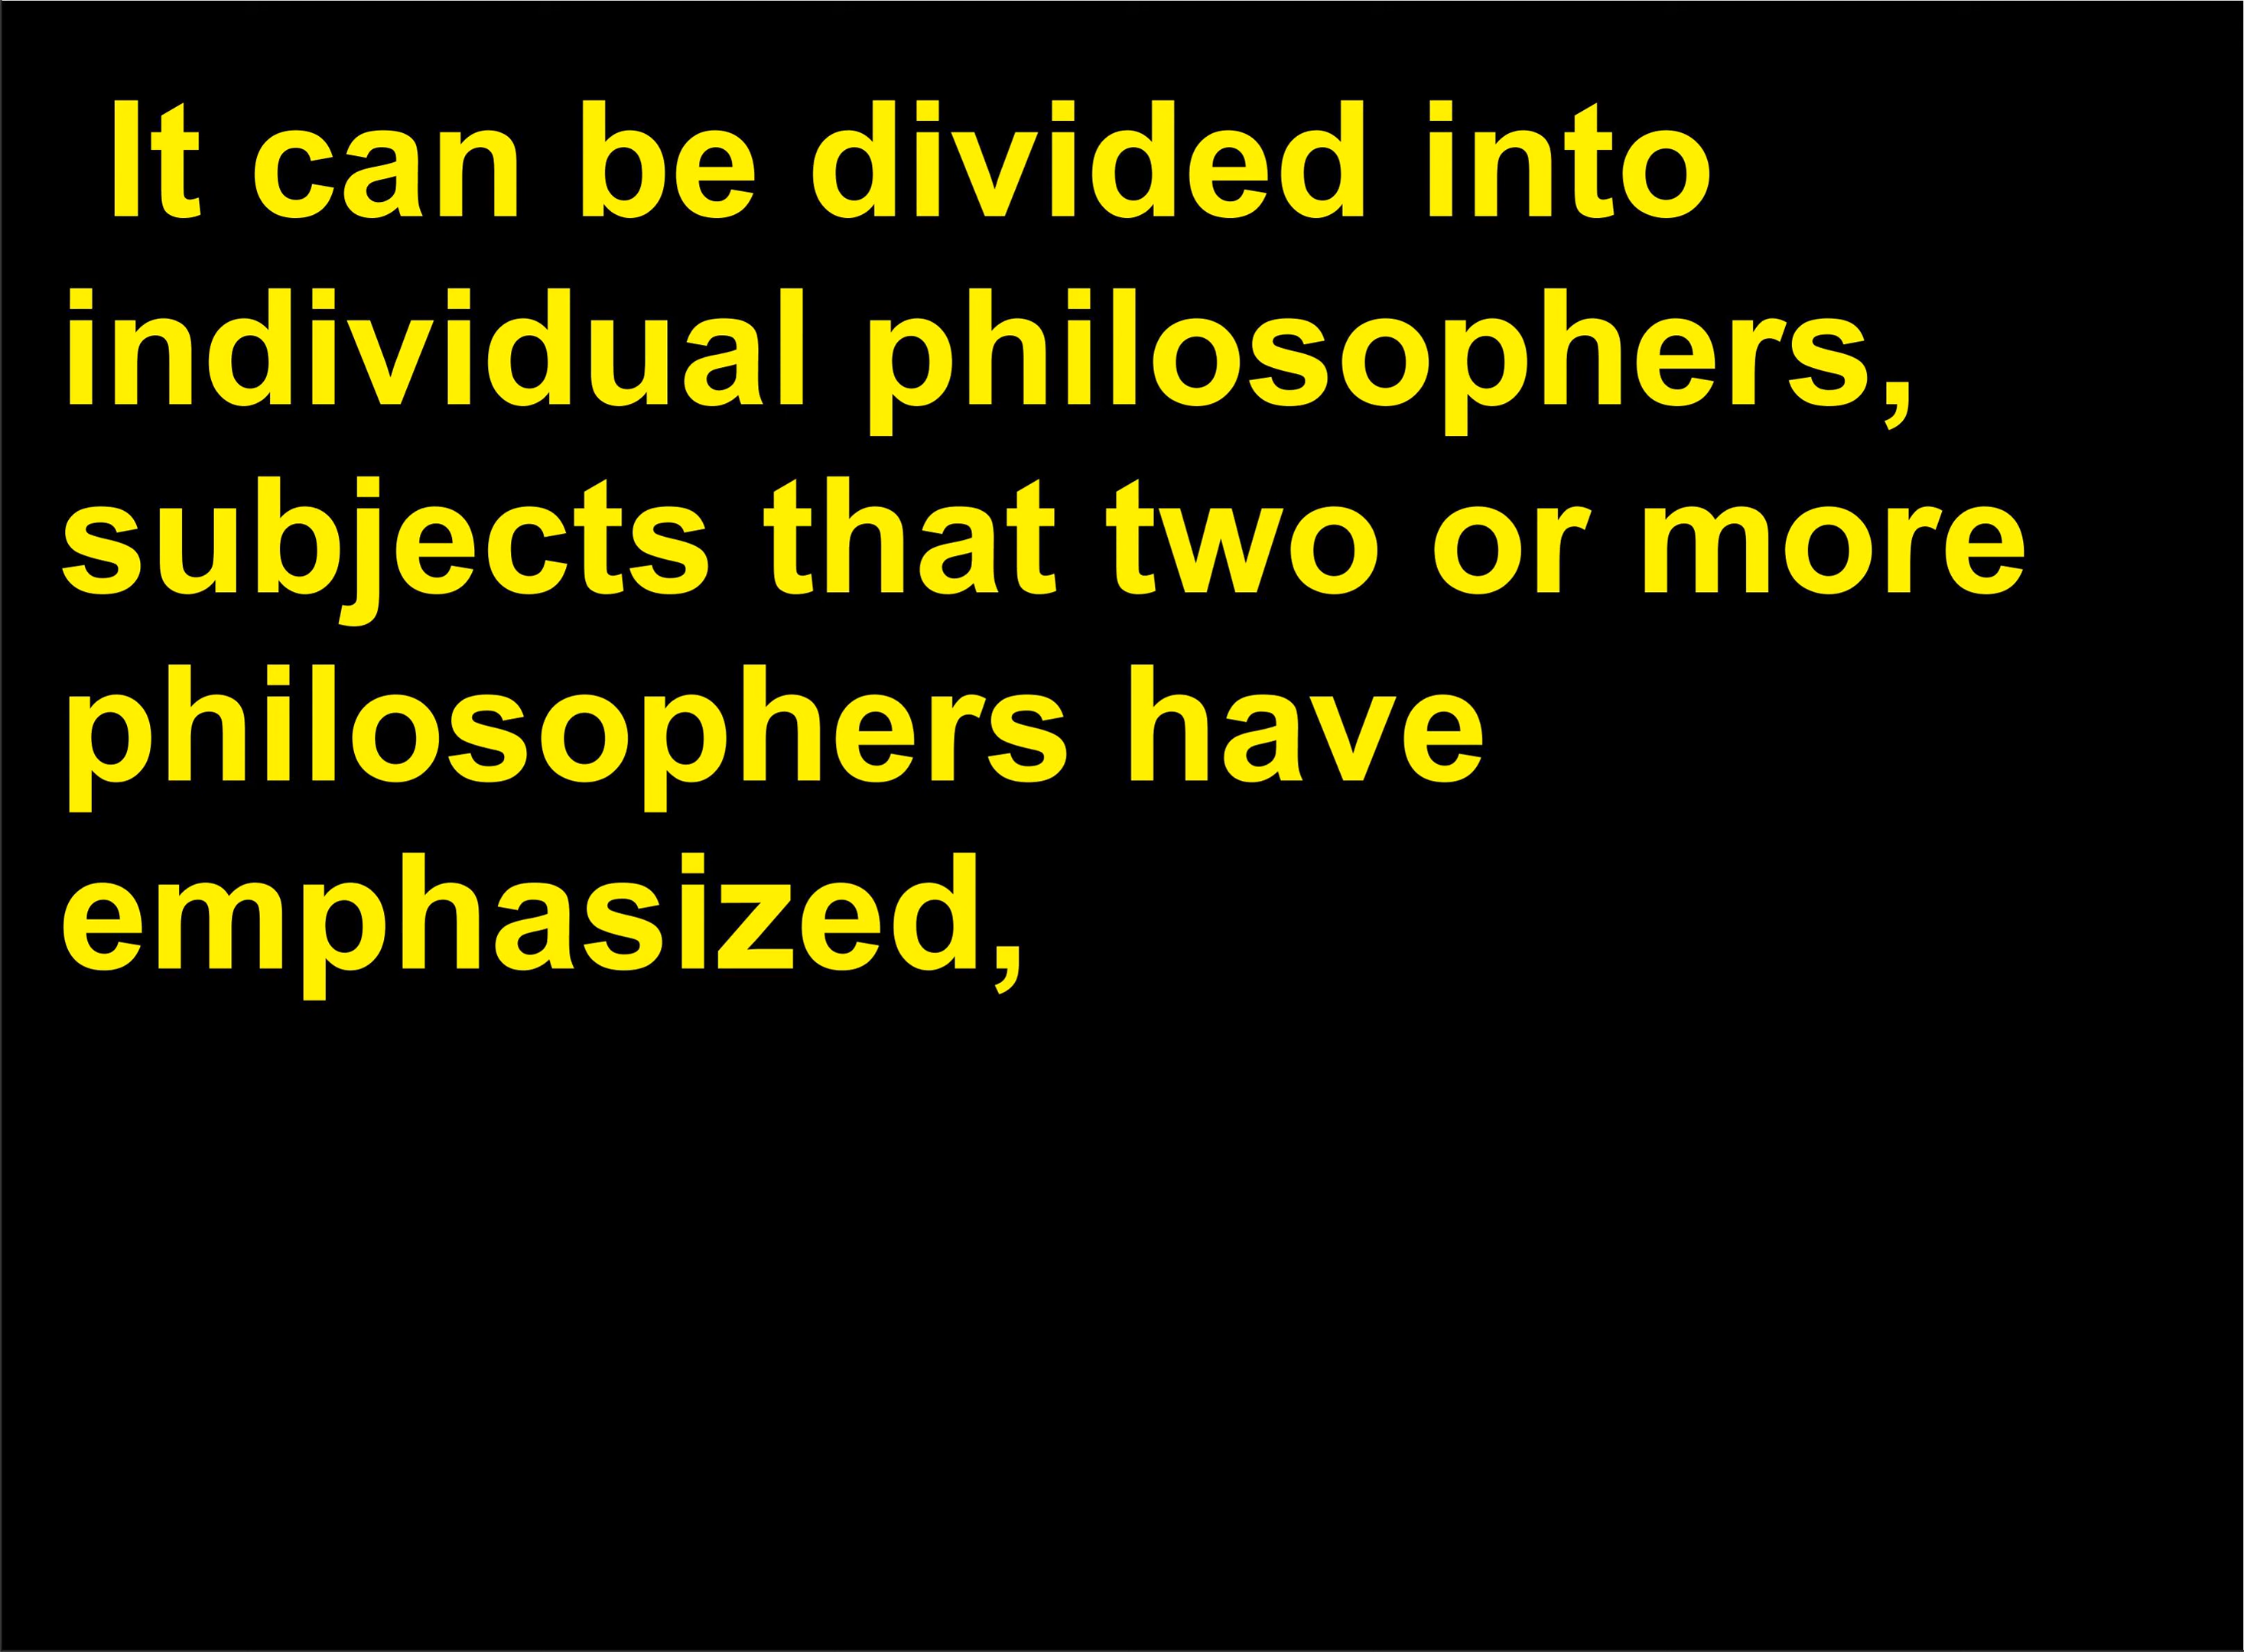 It can be divided into
individual philosophers,
subjects that two or more
philosophers have
emphasized,